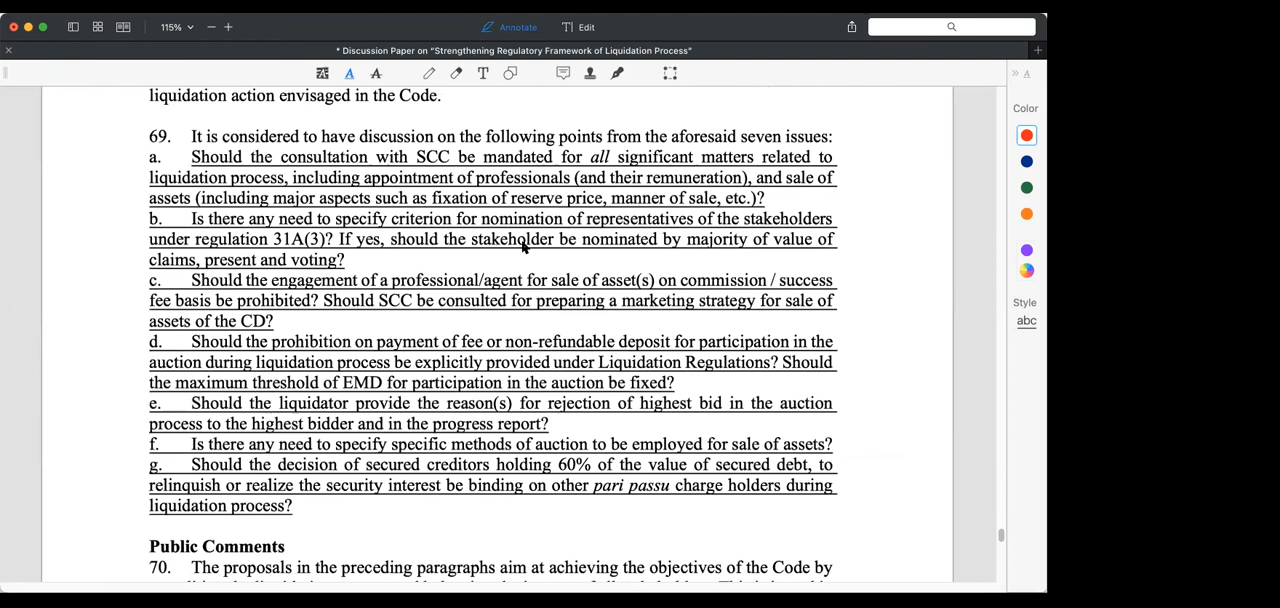 115%
Annotate
Edit
* Discussion Paper on "Strengthening Regulatory Framework of Liquidation Process"
liquidation action envisaged in the Code.
69. It is considered to have discussion on the following points from the aforesaid seven issues:
a. Should the consultation with SCC be mandated for all significant matters related to
liquidation process, including appointment of professionals (and their remuneration), and sale of
assets (including major aspects such as fixation of reserve price, manner of sale, etc.)?
b. Is there any need to specify criterion for nomination of representatives of the stakeholders
under regulation 31A(3)? If yes, should the stakeholder be nominated by majority of value of
claims, present and voting?
c. Should the engagement of a professional/agent for sale of asset(s) on commission / success
fee basis be prohibited? Should SCC be consulted for preparing a marketing strategy for sale of
assets of the CD?
d. Should the prohibition on payment of fee or non-refundable deposit for participation in the
auction during liquidation process be explicitly provided under Liquidation Regulations? Should
the maximum threshold of EMD for participation in the auction be fixed?
e. Should the liquidator provide the reason(s) for rejection of highest bid in the auction
process to the highest bidder and in the progress report?
f. Is there any need to specify specific methods of auction to be employed for sale of assets?
g. Should the decision of secured creditors holding 60% of the value of secured debt, to
relinquish or realize the security interest be binding on other pari passu charge holders during
liquidation process?
Public Comments
70. The proposals in the preceding paragraphs aim at achieving the objectives of the Code by
Color
Style
abc